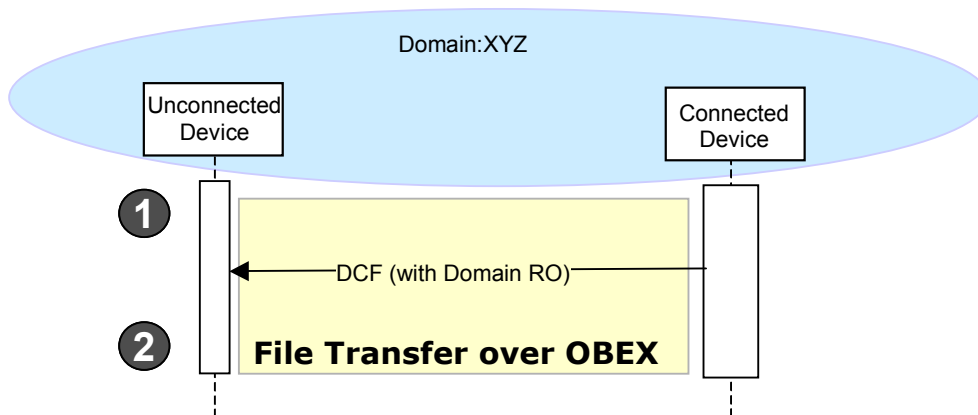 Domain:XYZ
Unconnected
Device
Connected
Device
1
DCF (with Domain RO)
2
File Transfer over OBEX